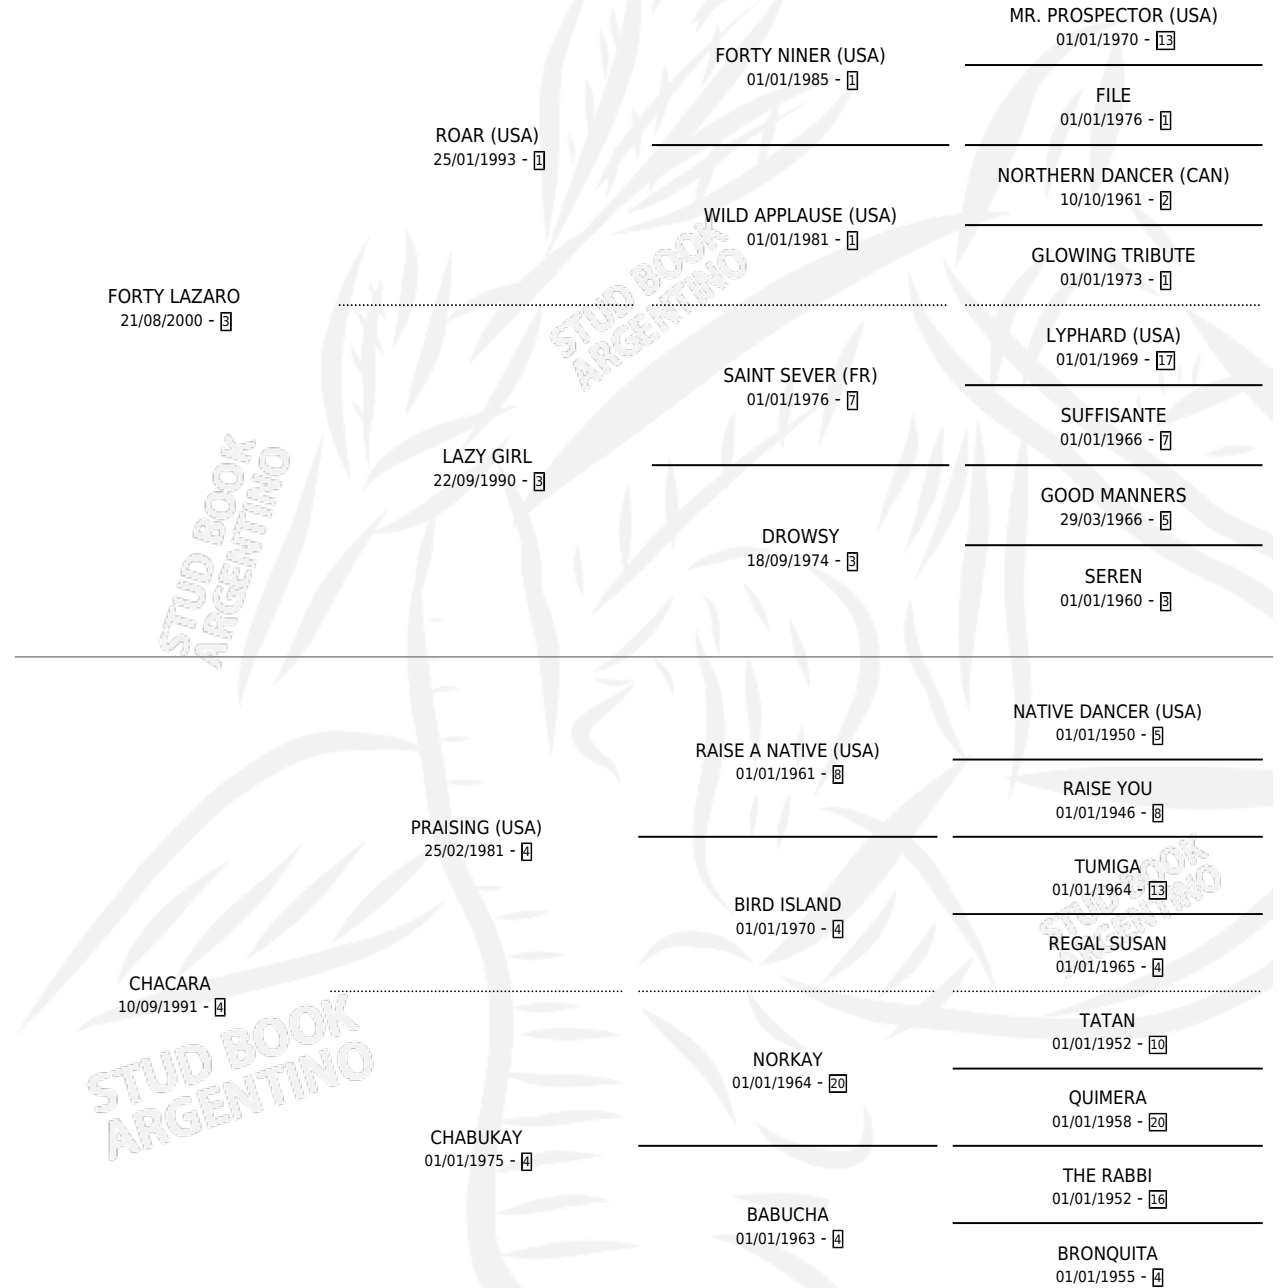 MR. PROSPECTOR (USA)
01/01/1970 - 13
FORTY NINER (USA)
01/01/1985 - 1
FILE
01/01/1976 - 1
ROAR (USA)
25/01/1993 - 1
NORTHERN DANCER (CAN)
10/10/1961 - 2
WILD APPLAUSE (USA)
01/01/1981 - 1
GLOWING TRIBUTE
01/01/1973 - 1
STUD BOOK
ARGENTINO
FORTY LAZARO
21/08/2000 - 3
LYPHARD (USA)
01/01/1969 - 17
SAINT SEVER (FR)
01/01/1976 - 7
SUFFISANTE
01/01/1966 - 7
LAZY GIRL
22/09/1990 - 3
GOOD MANNERS
29/03/1966 - 5
DROWSY
18/09/1974 - 3
SEREN
01/01/1960 - 3
STUD BOOK
ARGENTINO
NATIVE DANCER (USA)
01/01/1950 - 5
RAISE A NATIVE (USA)
01/01/1961 - 8
RAISE YOU
01/01/1946 - 8
PRAISING (USA)
25/02/1981 - 4
TUMIGA
01/01/1964 - 13
BIRD ISLAND
01/01/1970 - 4
REGAL SUSAN
01/01/1965 - 4
STUD BOOK
ARGENTINO
CHACARA
10/09/1991 - 4
TATAN
01/01/1952 - 10
NORKAY
01/01/1964 - 20
QUIMERA
01/01/1958 - 20
STUD BOOK
ARGENTINO
CHABUKAY
01/01/1975 - 4
THE RABBI
01/01/1952 - 16
BABUCHA
01/01/1963 - 4
BRONQUITA
01/01/1955 - 4